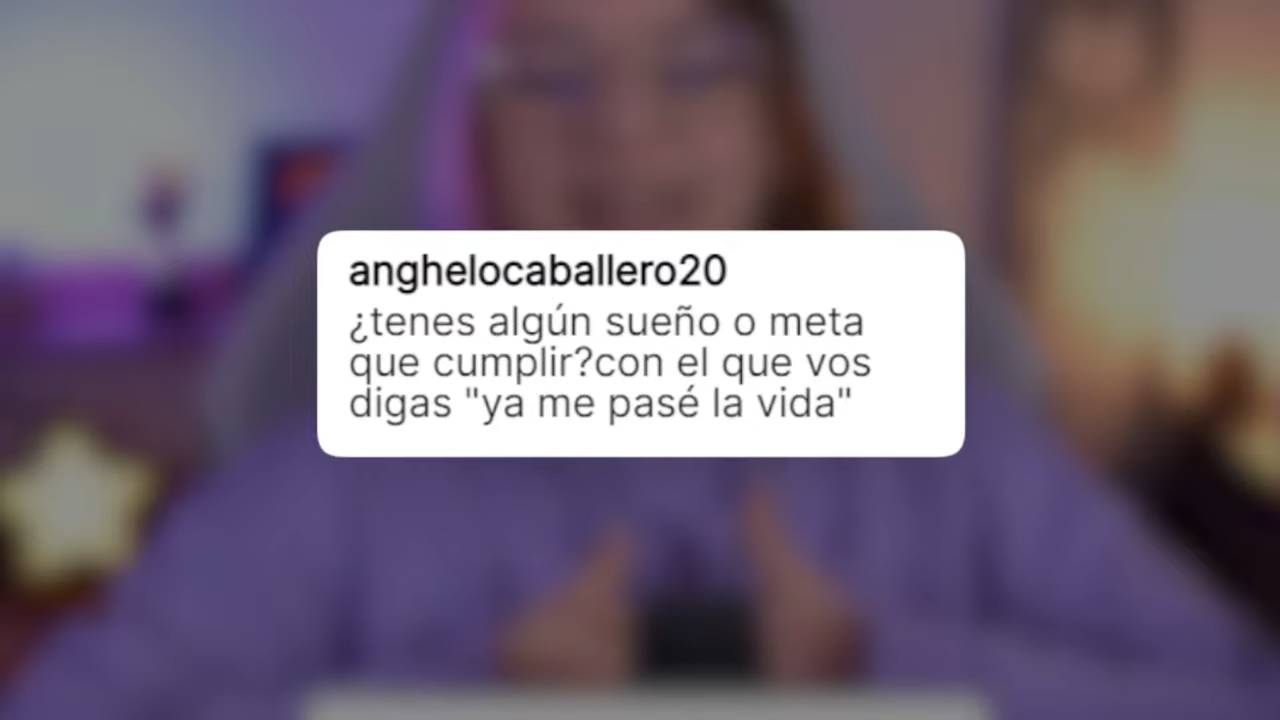 anghelocaballero20
¿tenes algún sueño o meta
que cumplir?con el que vos
digas "ya me pasé la vida"